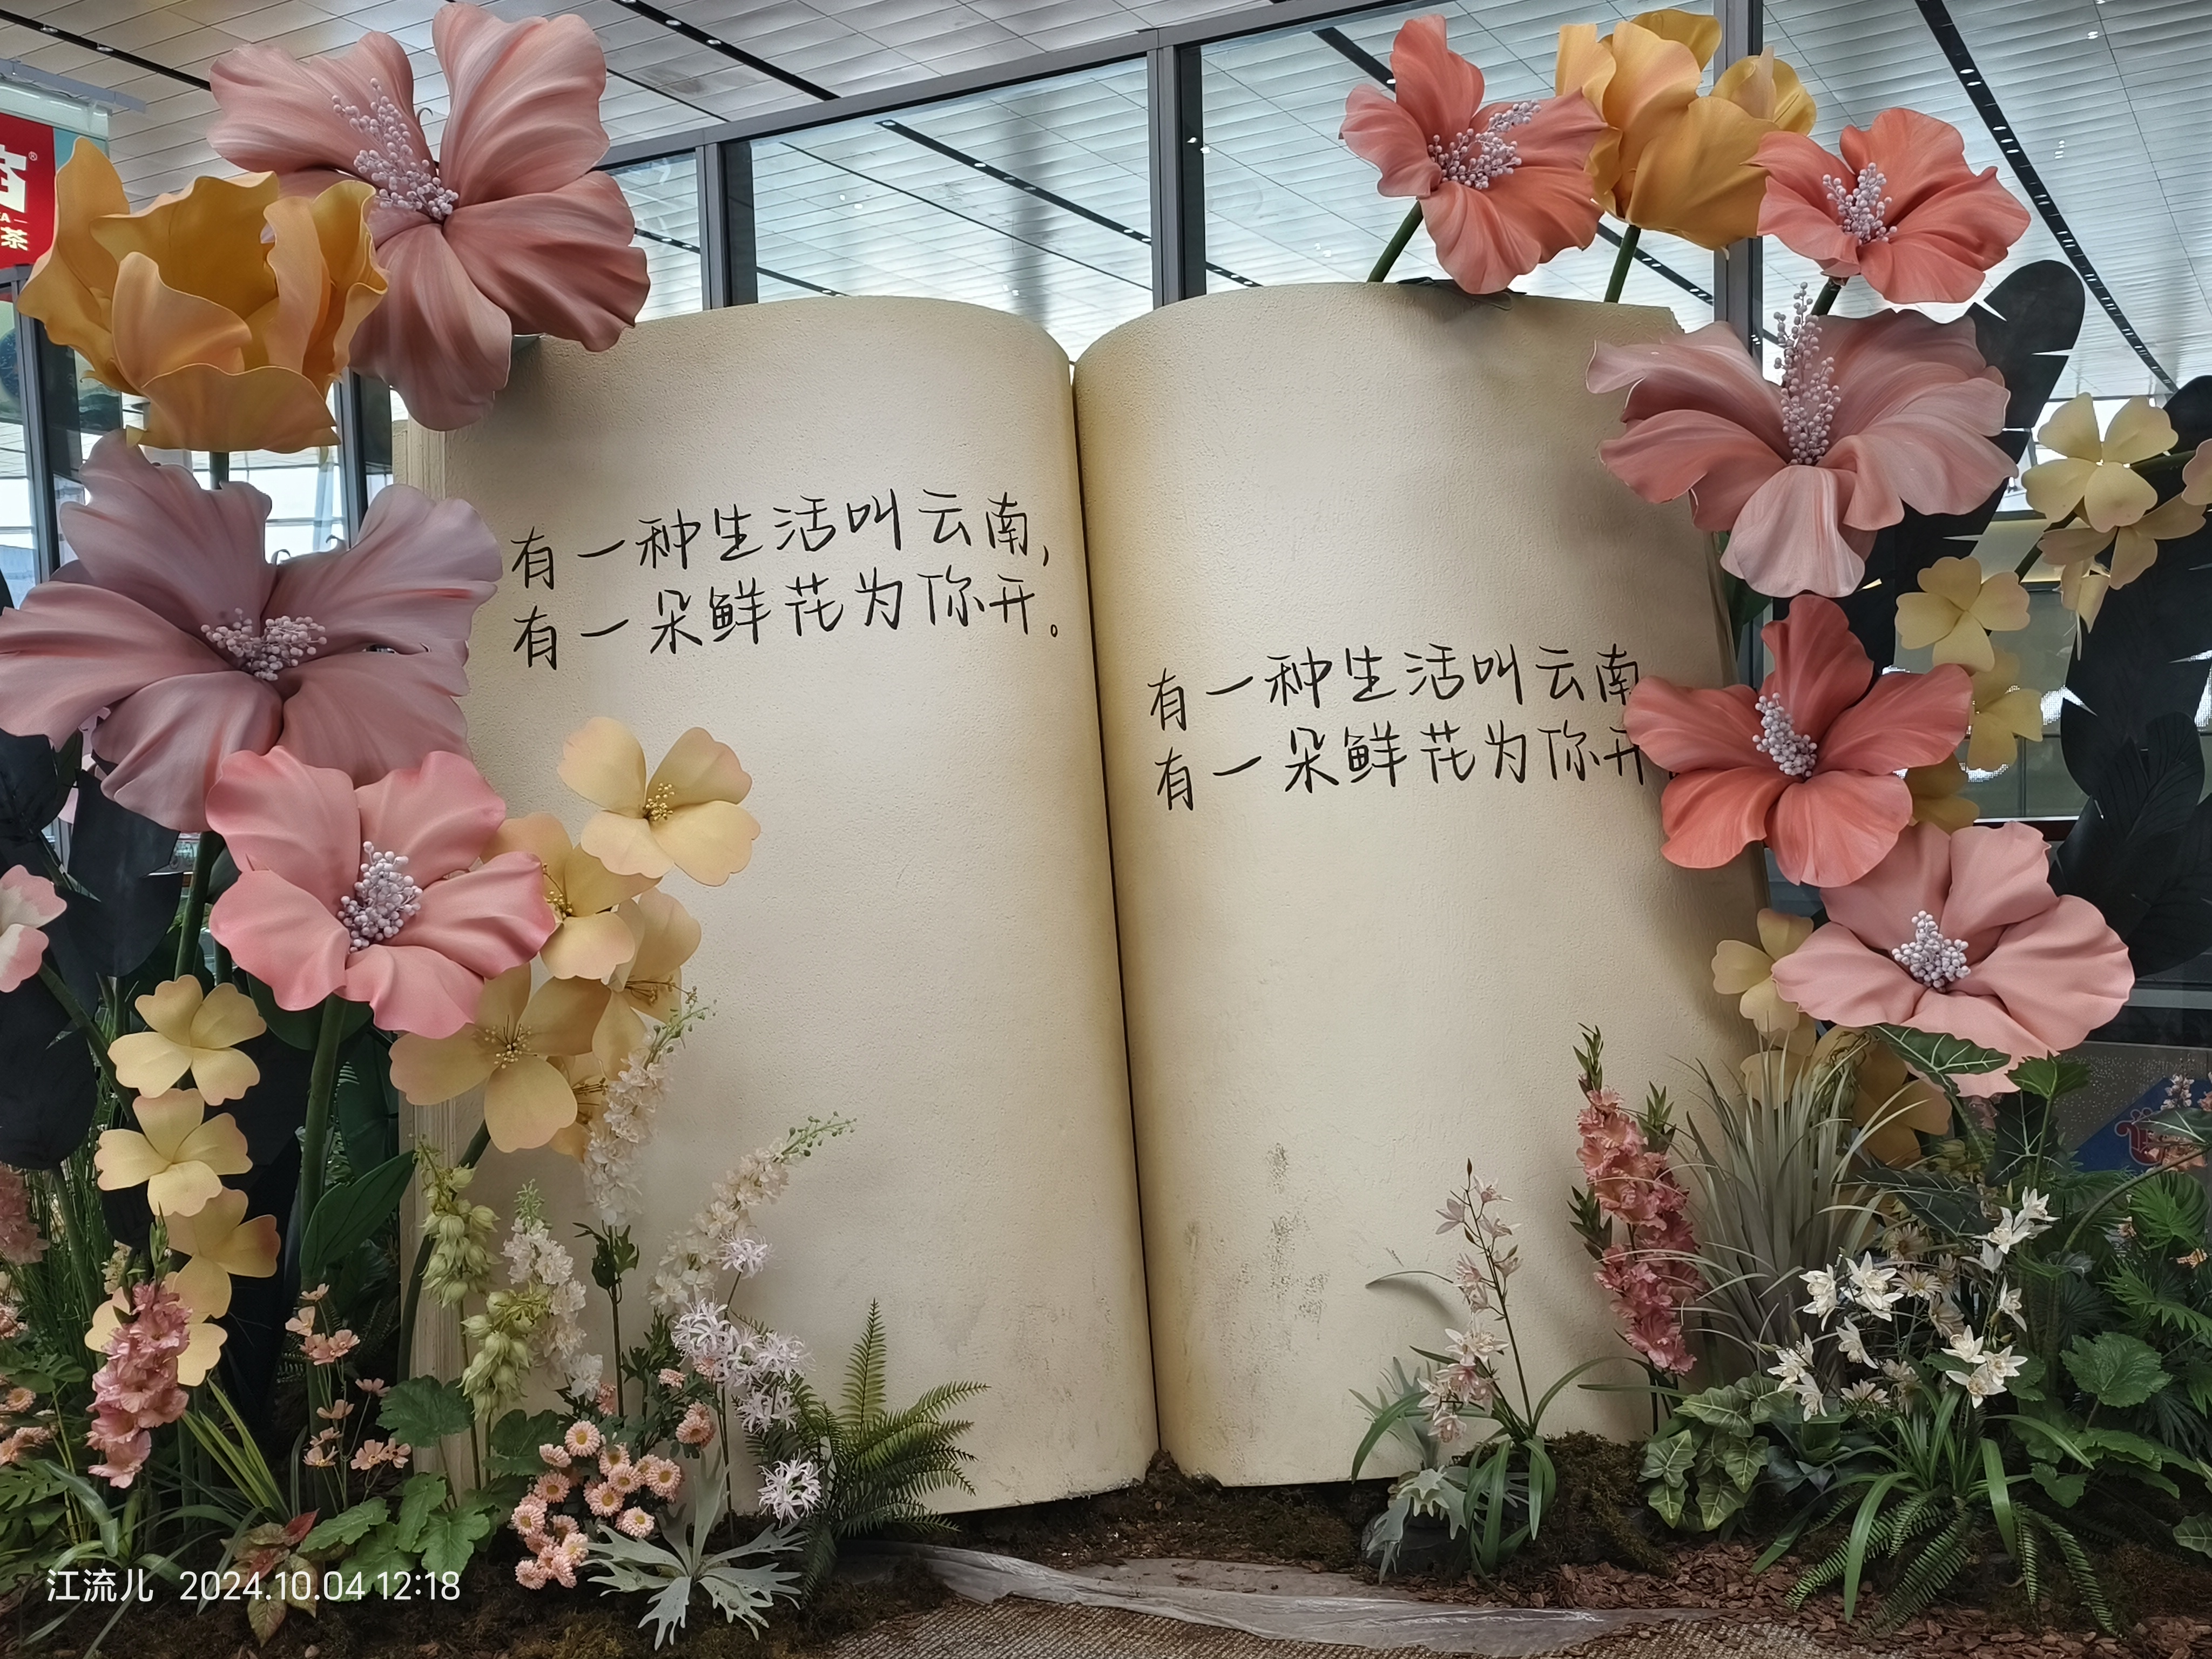 有一种生活叫云南，
有一朵鲜花为你开。
有一种生活叫云南
有一朵鲜花为你开
茶
江流儿 2024.10.04 12:18